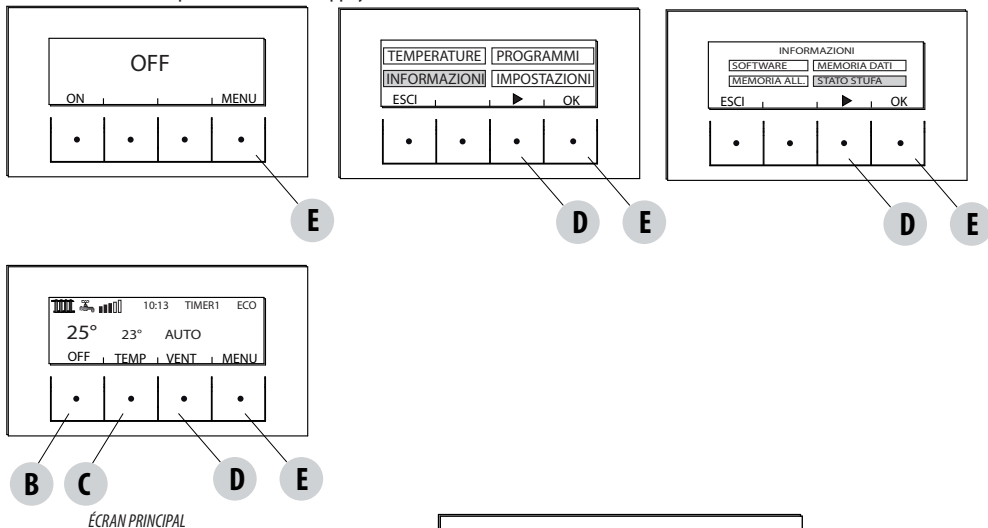 OFF
ON MENU
E
TEMPERATURE PROGRAMMI
INFORMAZIONI IMPOSTAZIONI
ESCI ▶ OK
D E
INFORMAZIONI
SOFTWARE MEMORIA DATI
MEMORIA ALL. STATO STUFA
ESCI ▶ OK
D E
10:13 TIMER1 ECO
25° 23° AUTO
OFF TEMP VENT MENU
B C D E
ÉCRAN PRINCIPAL